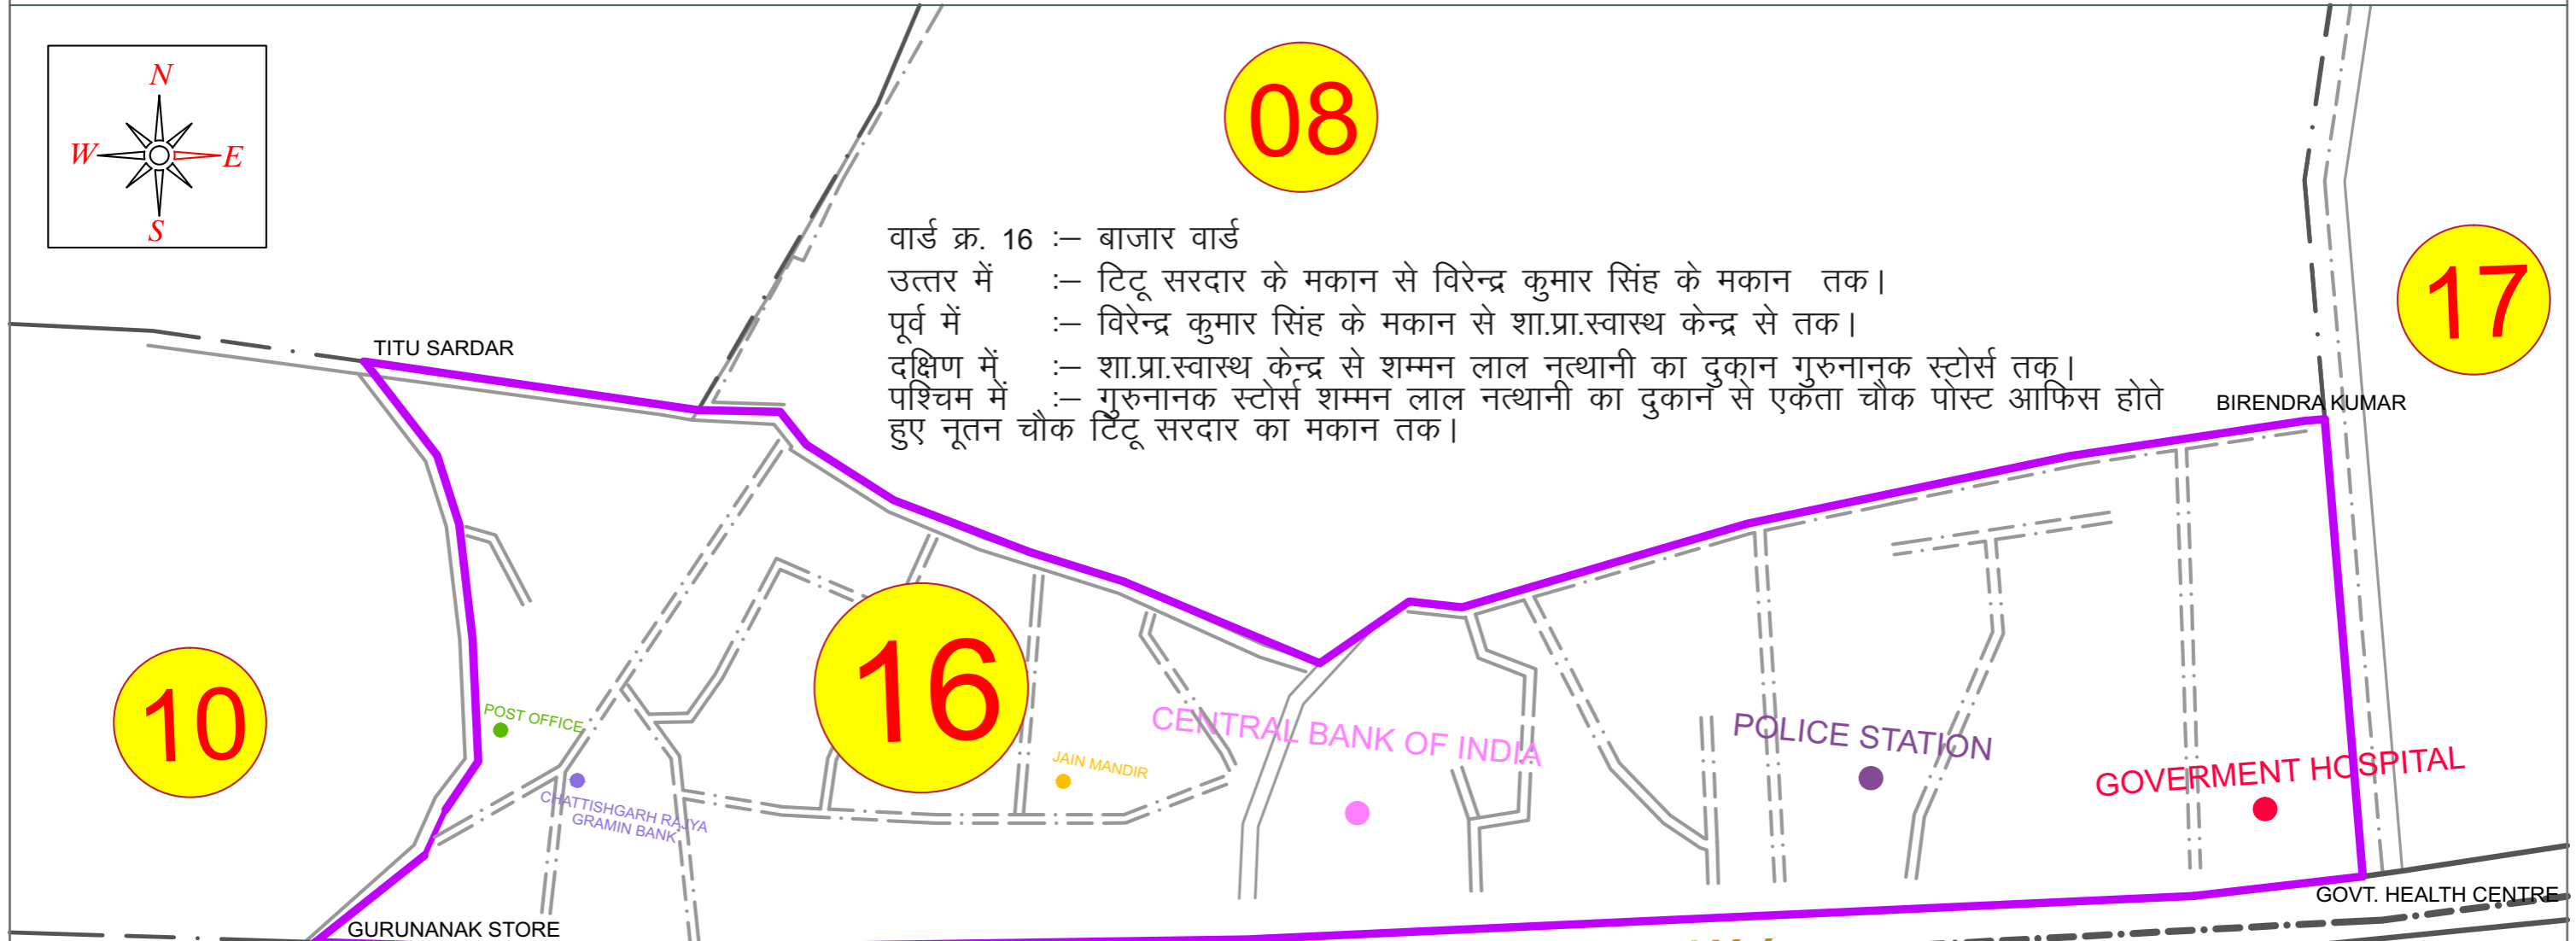 N
W E
S
08
17
वार्ड क्र. 16 :– बाजार वार्ड
उत्तर में :– टिटू सरदार के मकान से विरेन्द्र कुमार सिंह के मकान तक।
पूर्व में :– विरेन्द्र कुमार सिंह के मकान से शा.प्रा.स्वास्थ केन्द्र से तक।
दक्षिण में :– शा.प्रा.स्वास्थ केन्द्र से शम्मन लाल नत्थानी का दुकान गुरुनानक स्टोर्स तक।
पश्चिम में :– गुरुनानक स्टोर्स शम्मन लाल नत्थानी का दुकान से एकता चौक पोस्ट आफिस होते
हुए नूतन चौक टिटू सरदार का मकान तक।
TITU SARDAR
BIRENDRA KUMAR
16
10
POST OFFICE
CENTRAL BANK OF INDIA
POLICE STATION
JAIN MANDIR
GOVERMENT HOSPITAL
CHATTISHGARH RAJYA
GRAMIN BANK
GOVT. HEALTH CENTRE
GURUNANAK STORE